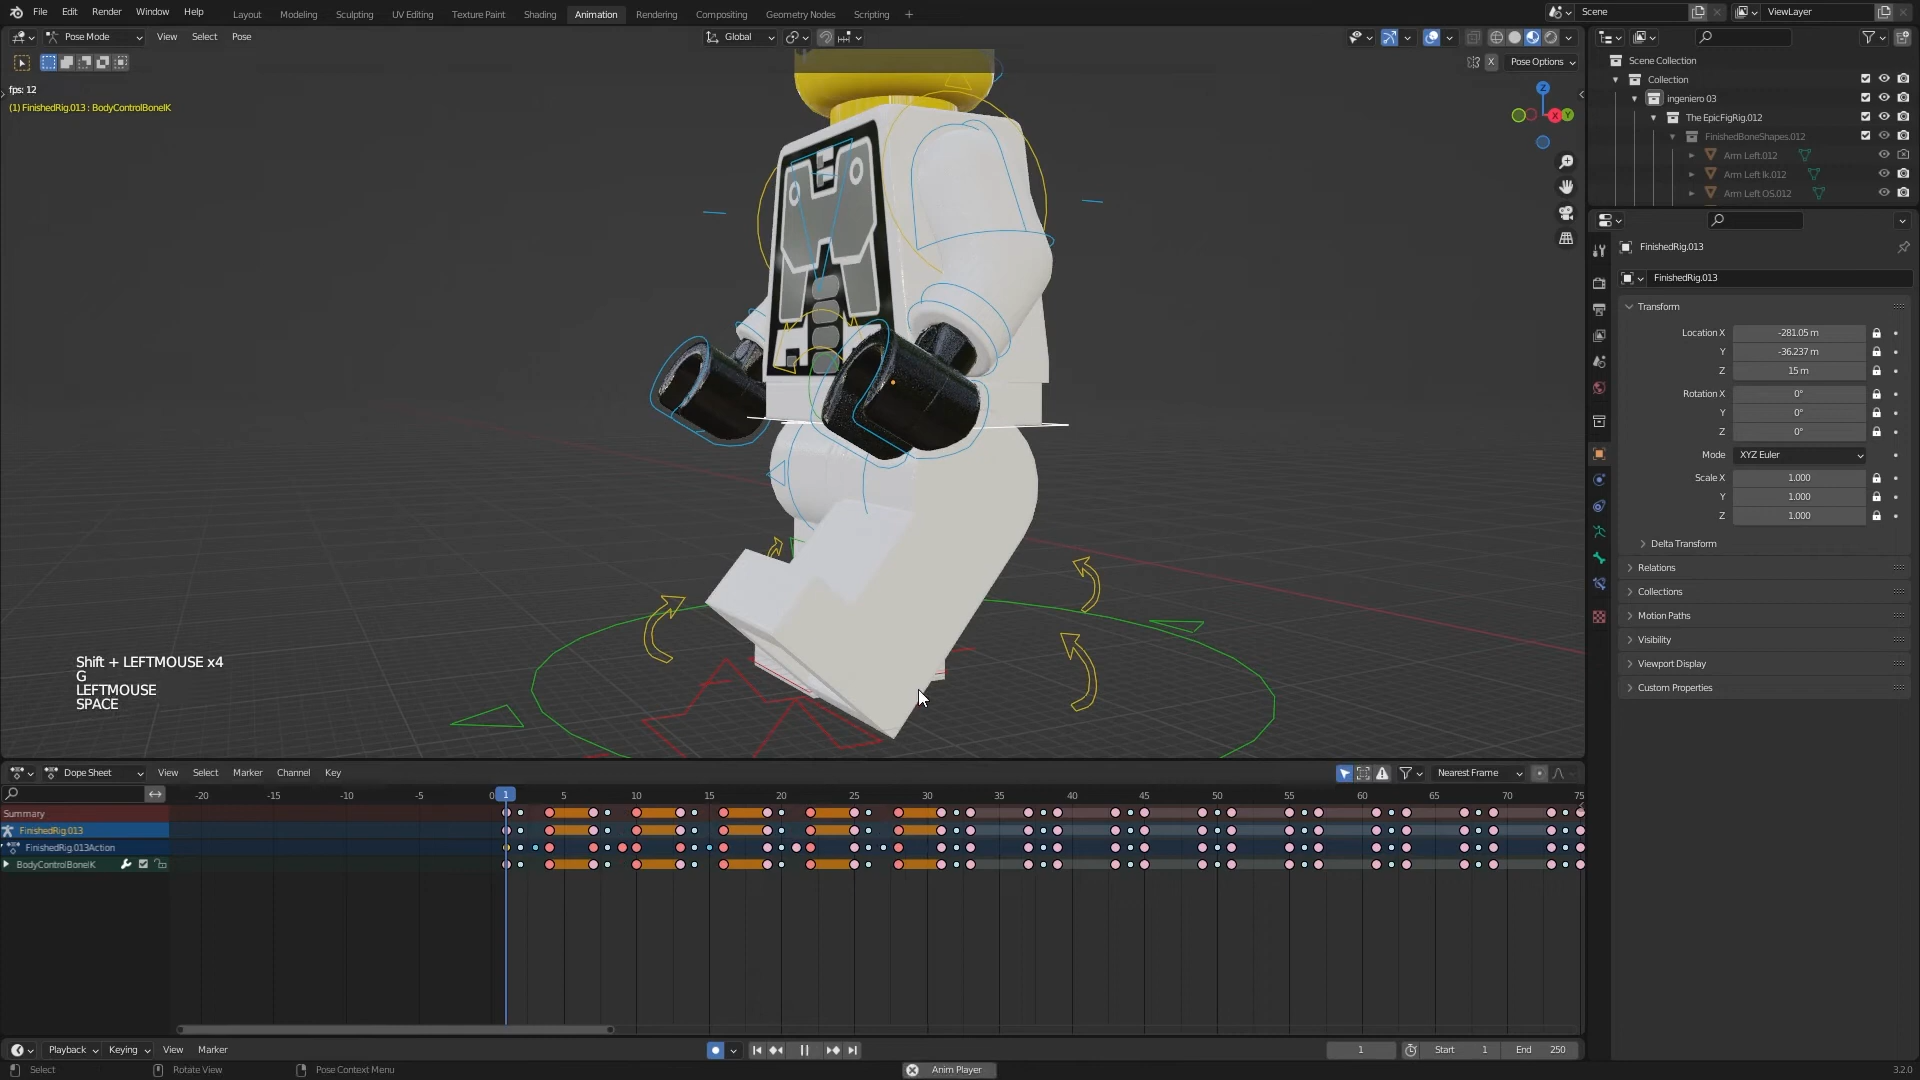 File Edit Render Window Help
Layout Modeling Sculpting UV Editing Texture Paint Shading Animation Rendering Compositing Geometry Nodes Scripting +
Scene
ViewLayer
Pose Mode View Select Pose
Global
X Pose Options
fps: 12
(1) FinishedRig.013 : BodyControlBoneIK
Z
X
Y
Shift + LEFTMOUSE x4
G
LEFTMOUSE
SPACE
Scene Collection
Collection
ingeniero 03
The EpicFigRig.012
FinishedBoneShapes.012
Arm Left.012
Arm Left Ik.012
Arm Left OS.012
FinishedRig.013
FinishedRig.013
Transform
Location X -281.05 m
Y -36.237 m
Z 15 m
Rotation X 0°
Y 0°
Z 0°
Mode XYZ Euler
Scale X 1.000
Y 1.000
Z 1.000
Delta Transform
Relations
Collections
Motion Paths
Visibility
Viewport Display
Custom Properties
Dope Sheet View Select Marker Channel Key
Nearest Frame
-20 -15 -10 -5 0 1 5 10 15 20 25 30 35 40 45 50 55 60 65 70 75
Summary
FinishedRig.013
FinishedRig.013Action
BodyControlBoneIK
Playback Keying View Marker
1 Start 1 End 250
Select Rotate View Pose Context Menu
Anim Player
3.2.0